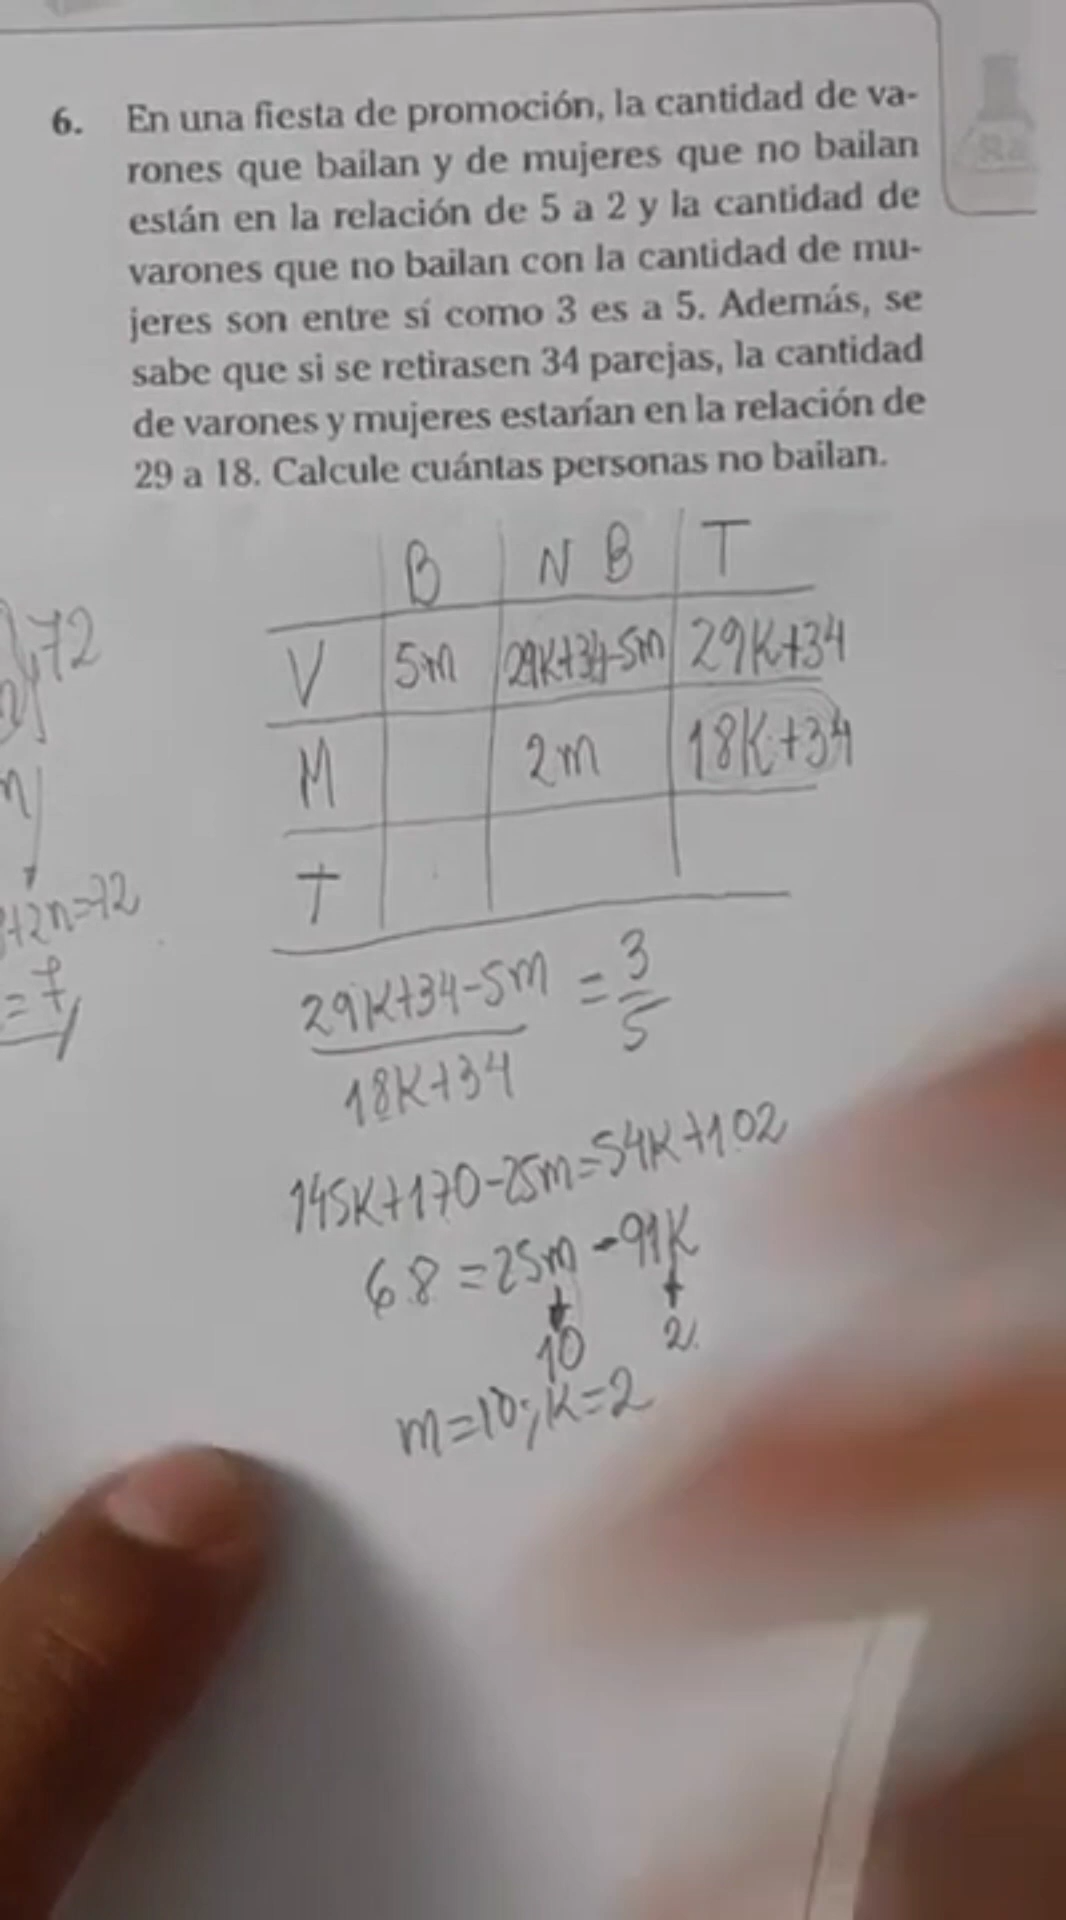 6. En una fiesta de promoción, la cantidad de va-
rones que bailan y de mujeres que no bailan
están en la relación de 5 a 2 y la cantidad de
varones que no bailan con la cantidad de mu-
jeres son entre sí como 3 es a 5. Además, se
sabe que si se retirasen 34 parejas, la cantidad
de varones y mujeres estarían en la relación de
29 a 18. Calcule cuántas personas no bailan.
B N B T
V 5m 29K+34-5m 29K+34
M 2m 18K+34
T
72
n
+2n=72
=7
29K+34-5m = 3
18K+34 5
145K+170-25m=54K+102
68=25m-91K
10 2
m=10; K=2